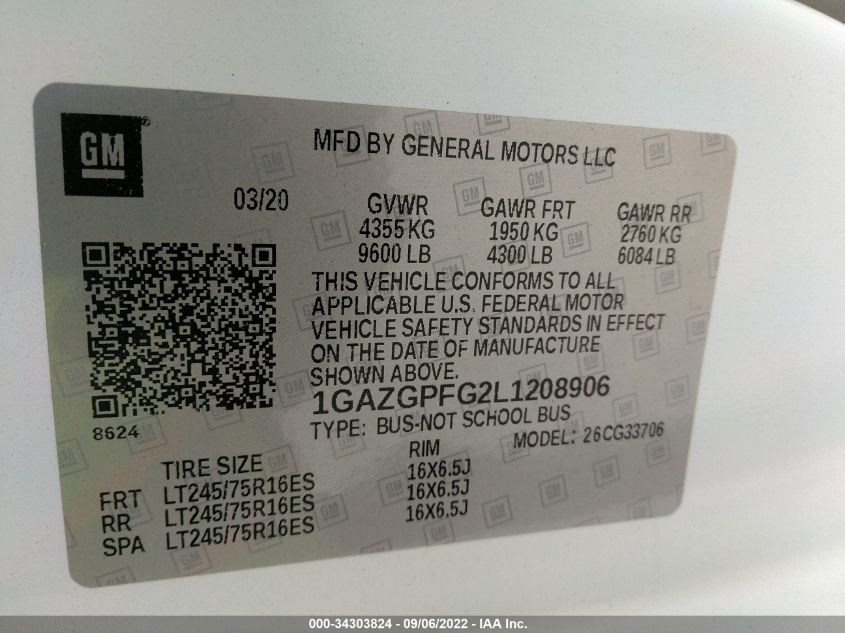 GM
MFD BY GENERAL MOTORS LLC
03/20 GVWR GAWR FRT GAWR RR
4355 KG 1950 KG 2760 KG
9600 LB 4300 LB 6084 LB
THIS VEHICLE CONFORMS TO ALL
APPLICABLE U.S. FEDERAL MOTOR
VEHICLE SAFETY STANDARDS IN EFFECT
ON THE DATE OF MANUFACTURE
SHOWN ABOVE.
1GAZGPFG2L1208906
8624
TYPE: BUS-NOT SCHOOL BUS
MODEL: 26CG33706
TIRE SIZE RIM
FRT LT245/75R16ES 16X6.5J
RR LT245/75R16ES 16X6.5J
SPA LT245/75R16ES 16X6.5J
000-34303824 - 09/06/2022 - IAA Inc.